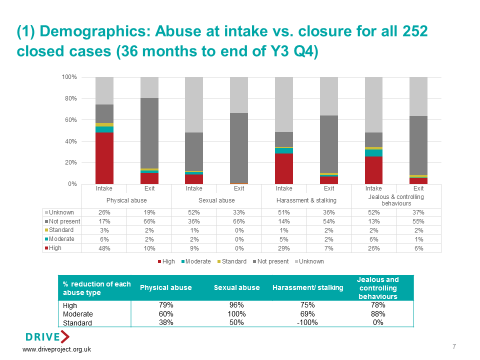 (1) Demographics: Abuse at intake vs. closure for all 252
closed cases (36 months to end of Y3 Q4)
100%
80%
60%
40%
20%
0%
Intake Exit Intake Exit Intake Exit Intake Exit
Physical abuse Sexual abuse Harassment & stalking Jealous & controlling
behaviours
Unknown 26% 19% 52% 33% 51% 36% 52% 37%
Not present 17% 66% 36% 66% 14% 54% 13% 55%
Standard 3% 2% 1% 0% 1% 2% 2% 2%
Moderate 6% 2% 2% 0% 5% 2% 6% 1%
High 48% 10% 9% 0% 29% 7% 26% 6%
High Moderate Standard Not present Unknown
% reduction of each
abuse type
Physical abuse Sexual abuse Harassment/ stalking
Jealous and
controlling
behaviours
High 79% 96% 75% 78%
Moderate 60% 100% 69% 88%
Standard 38% 50% -100% 0%
DRIVE
www.driveproject.org.uk
7